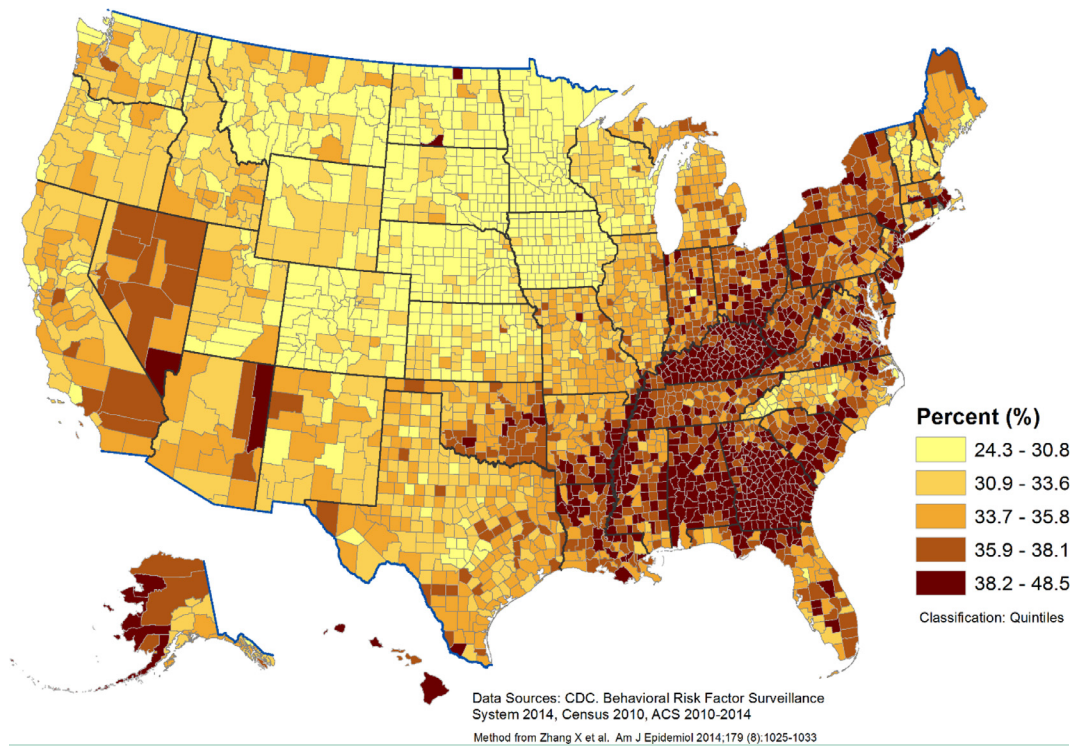 Percent (%)
24.3 - 30.8
30.9 - 33.6
33.7 - 35.8
35.9 - 38.1
38.2 - 48.5
Classification: Quintiles
Data Sources: CDC. Behavioral Risk Factor Surveillance
System 2014, Census 2010, ACS 2010-2014
Method from Zhang X et al. Am J Epidemiol 2014;179 (8):1025-1033